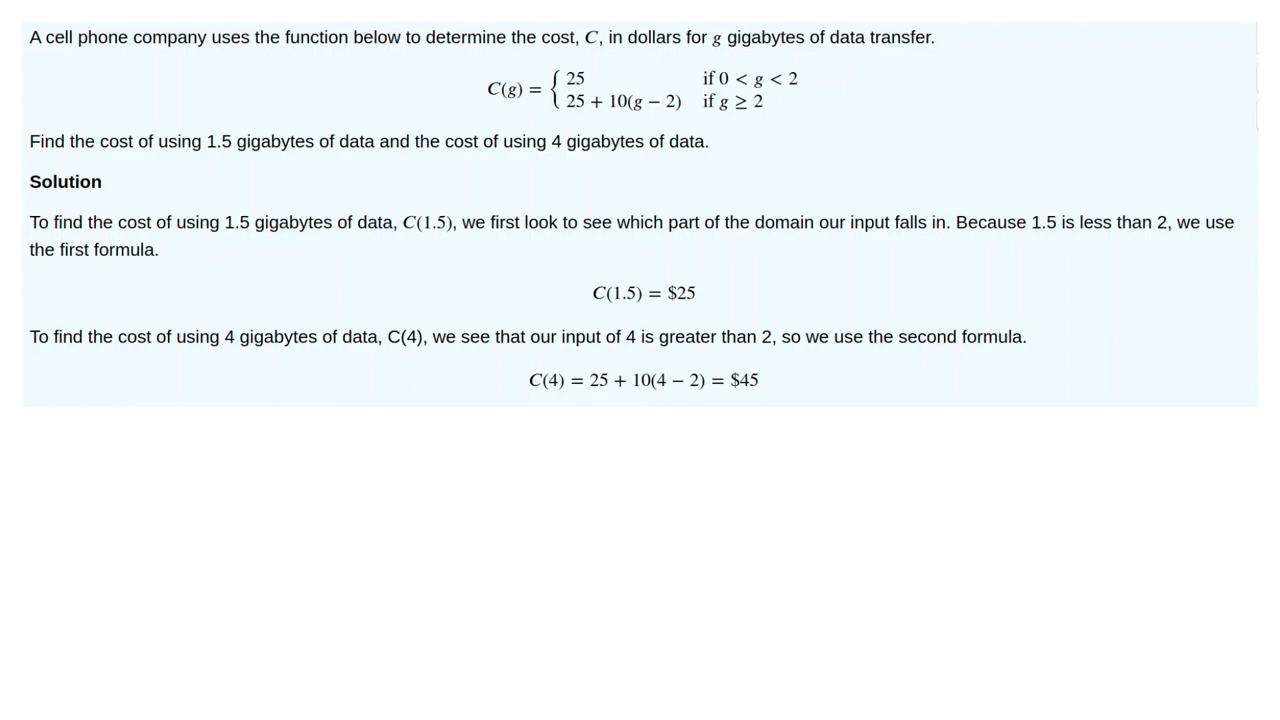 A cell phone company uses the function below to determine the cost, C, in dollars for g gigabytes of data transfer.
C(g) = { 25 if 0 < g < 2
25 + 10(g − 2) if g ≥ 2
Find the cost of using 1.5 gigabytes of data and the cost of using 4 gigabytes of data.
Solution
To find the cost of using 1.5 gigabytes of data, C(1.5), we first look to see which part of the domain our input falls in. Because 1.5 is less than 2, we use
the first formula.
C(1.5) = $25
To find the cost of using 4 gigabytes of data, C(4), we see that our input of 4 is greater than 2, so we use the second formula.
C(4) = 25 + 10(4 − 2) = $45